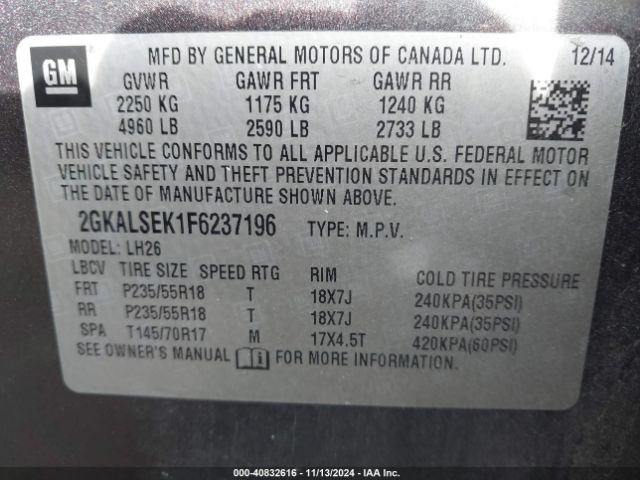 GM
MFD BY GENERAL MOTORS OF CANADA LTD. 12/14
GVWR GAWR FRT GAWR RR
2250 KG 1175 KG 1240 KG
4960 LB 2590 LB 2733 LB
THIS VEHICLE CONFORMS TO ALL APPLICABLE U.S. FEDERAL MOTOR
VEHICLE SAFETY AND THEFT PREVENTION STANDARDS IN EFFECT ON
THE DATE OF MANUFACTURE SHOWN ABOVE.
2GKALSEK1F6237196 TYPE: M.P.V.
MODEL: LH26
LBCV TIRE SIZE SPEED RTG RIM COLD TIRE PRESSURE
FRT P235/55R18 T 18X7J 240KPA(35PSI)
RR P235/55R18 T 18X7J 240KPA(35PSI)
SPA T145/70R17 M 17X4.5T 420KPA(60PSI)
SEE OWNER'S MANUAL FOR MORE INFORMATION.
000-40832616 - 11/13/2024 - IAA Inc.